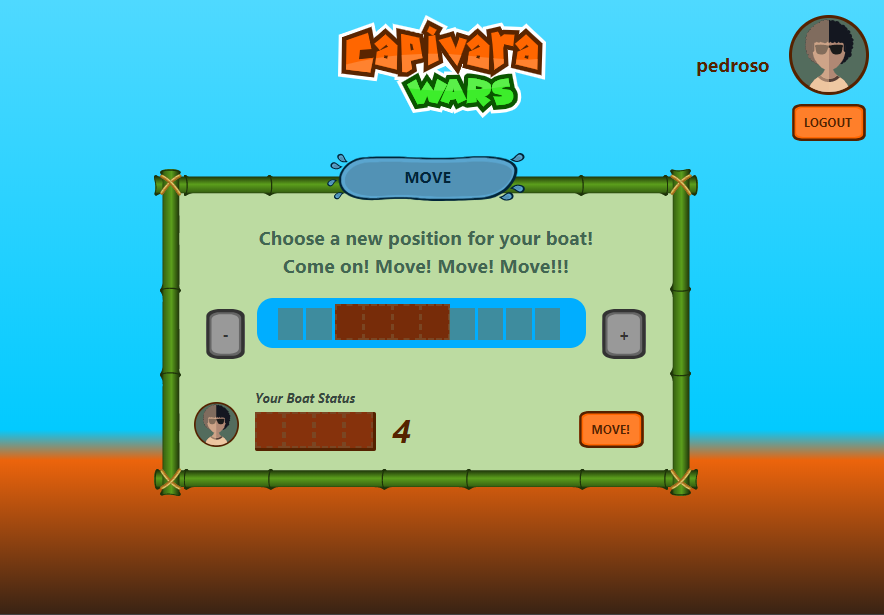 Capivara
WARS
pedroso
LOGOUT
MOVE
Choose a new position for your boat!
Come on! Move! Move! Move!!!
-
+
Your Boat Status
4
MOVE!